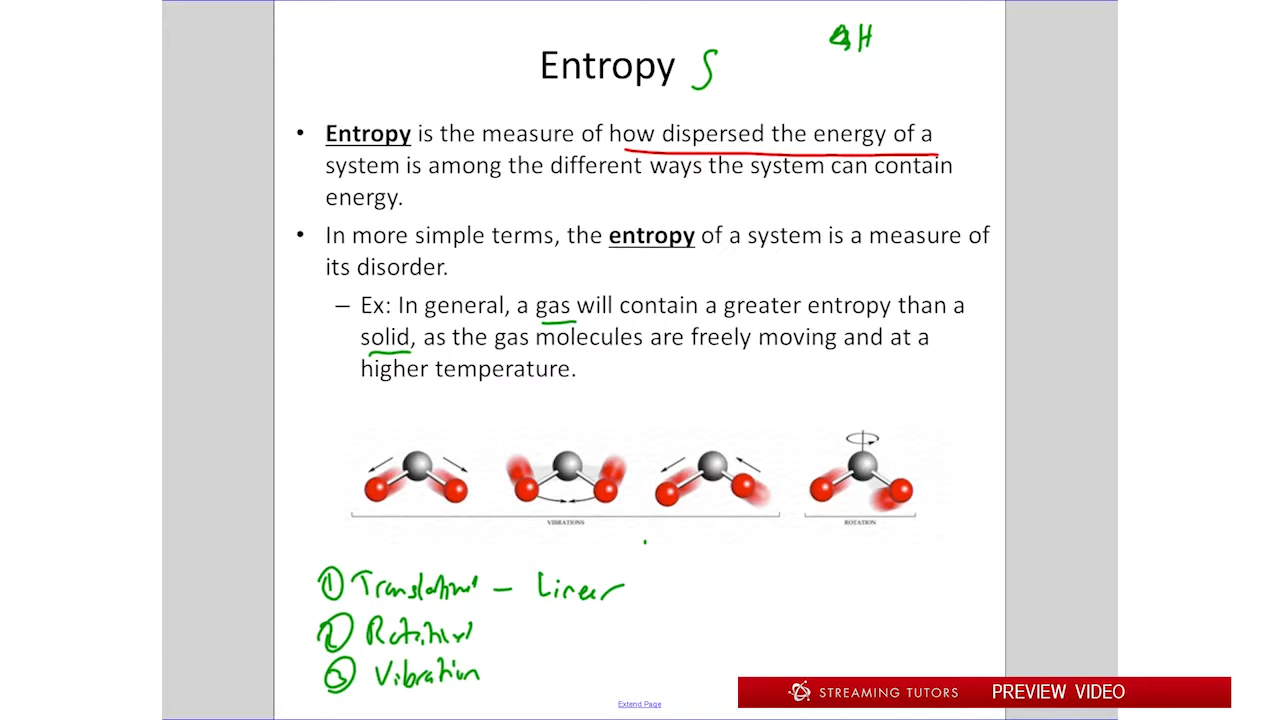 ΔH
Entropy S
• Entropy is the measure of how dispersed the energy of a
system is among the different ways the system can contain
energy.
• In more simple terms, the entropy of a system is a measure of
its disorder.
– Ex: In general, a gas will contain a greater entropy than a
solid, as the gas molecules are freely moving and at a
higher temperature.
VIBRATIONS ROTATION
① Translational – Linear
② Rotational
③ Vibration
STREAMING TUTORS PREVIEW VIDEO
Extend Page